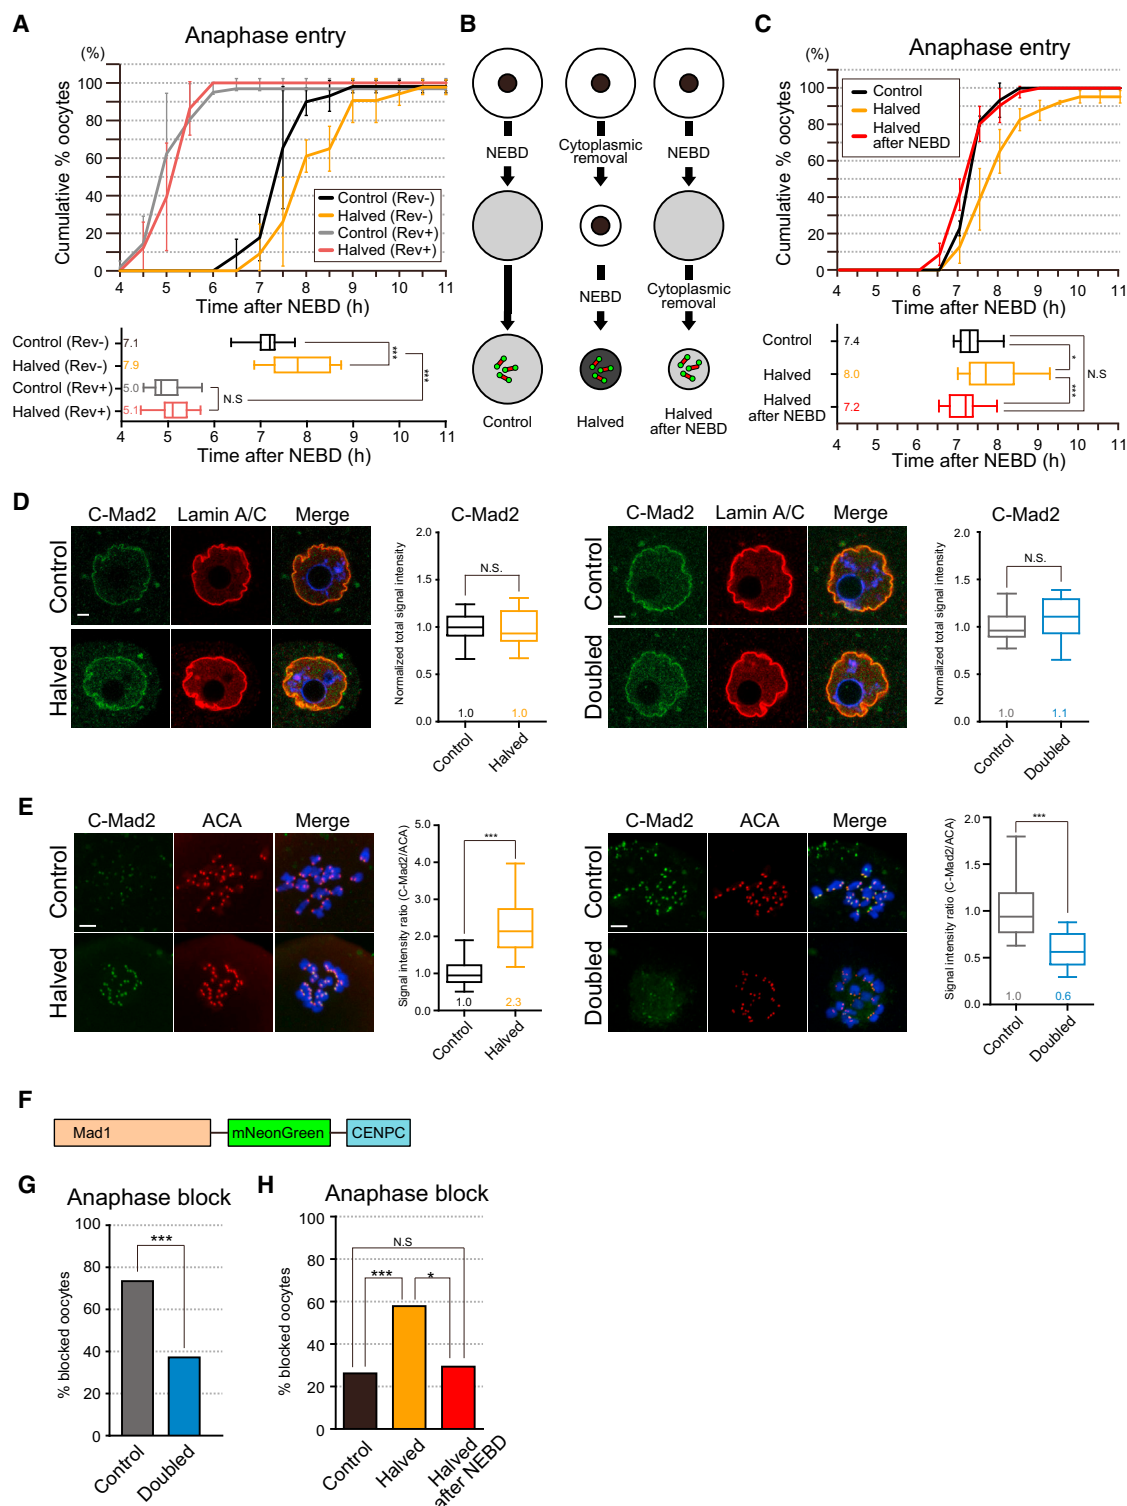 A
Anaphase entry
(%)
Cumulative % oocytes
100
80
60
40
20
0
Control (Rev-)
Halved (Rev-)
Control (Rev+)
Halved (Rev+)
4 5 6 7 8 9 10 11
Time after NEBD (h)
Control (Rev-) 7.1
Halved (Rev-) 7.9
Control (Rev+) 5.0
Halved (Rev+) 5.1
N.S
***
***
4 5 6 7 8 9 10 11
Time after NEBD (h)
B
NEBD
Cytoplasmic
removal
NEBD
NEBD
Cytoplasmic
removal
Control
Halved
Halved
after NEBD
C
Anaphase entry
(%)
Cumulative % oocytes
100
80
60
40
20
0
Control
Halved
Halved
after NEBD
4 5 6 7 8 9 10 11
Time after NEBD (h)
Control 7.4
Halved 8.0
Halved
after NEBD 7.2
*
***
N.S
4 5 6 7 8 9 10 11
Time after NEBD (h)
D
C-Mad2 Lamin A/C Merge
Control
Halved
C-Mad2
Normalized total signal intensity
2.0
1.5
1.0
0.5
0.0
N.S.
1.0 1.0
Control Halved
C-Mad2 Lamin A/C Merge
Control
Doubled
C-Mad2
Normalized total signal intensity
2.0
1.5
1.0
0.5
0.0
N.S.
1.0 1.1
Control Doubled
E
C-Mad2 ACA Merge
Control
Halved
Signal intensity ratio (C-Mad2/ACA)
5.0
4.0
3.0
2.0
1.0
0.0
***
1.0 2.3
Control Halved
C-Mad2 ACA Merge
Control
Doubled
Signal intensity ratio (C-Mad2/ACA)
2.0
1.5
1.0
0.5
0.0
***
1.0 0.6
Control Doubled
F
Mad1 mNeonGreen CENPC
G
Anaphase block
% blocked oocytes
100
80
60
40
20
0
***
Control Doubled
H
Anaphase block
% blocked oocytes
100
80
60
40
20
0
N.S
***
*
Control Halved Halved
after NEBD